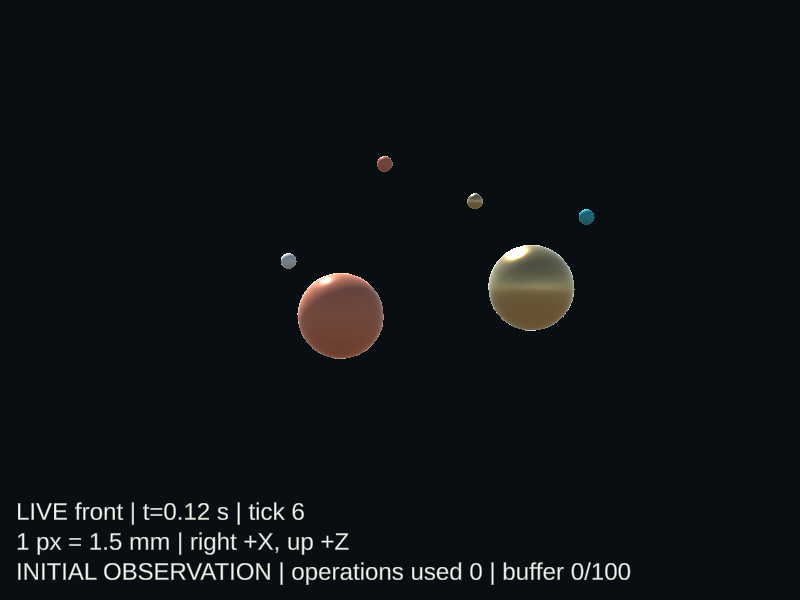 LIVE front | t=0.12 s | tick 6
1 px = 1.5 mm | right +X, up +Z
INITIAL OBSERVATION | operations used 0 | buffer 0/100